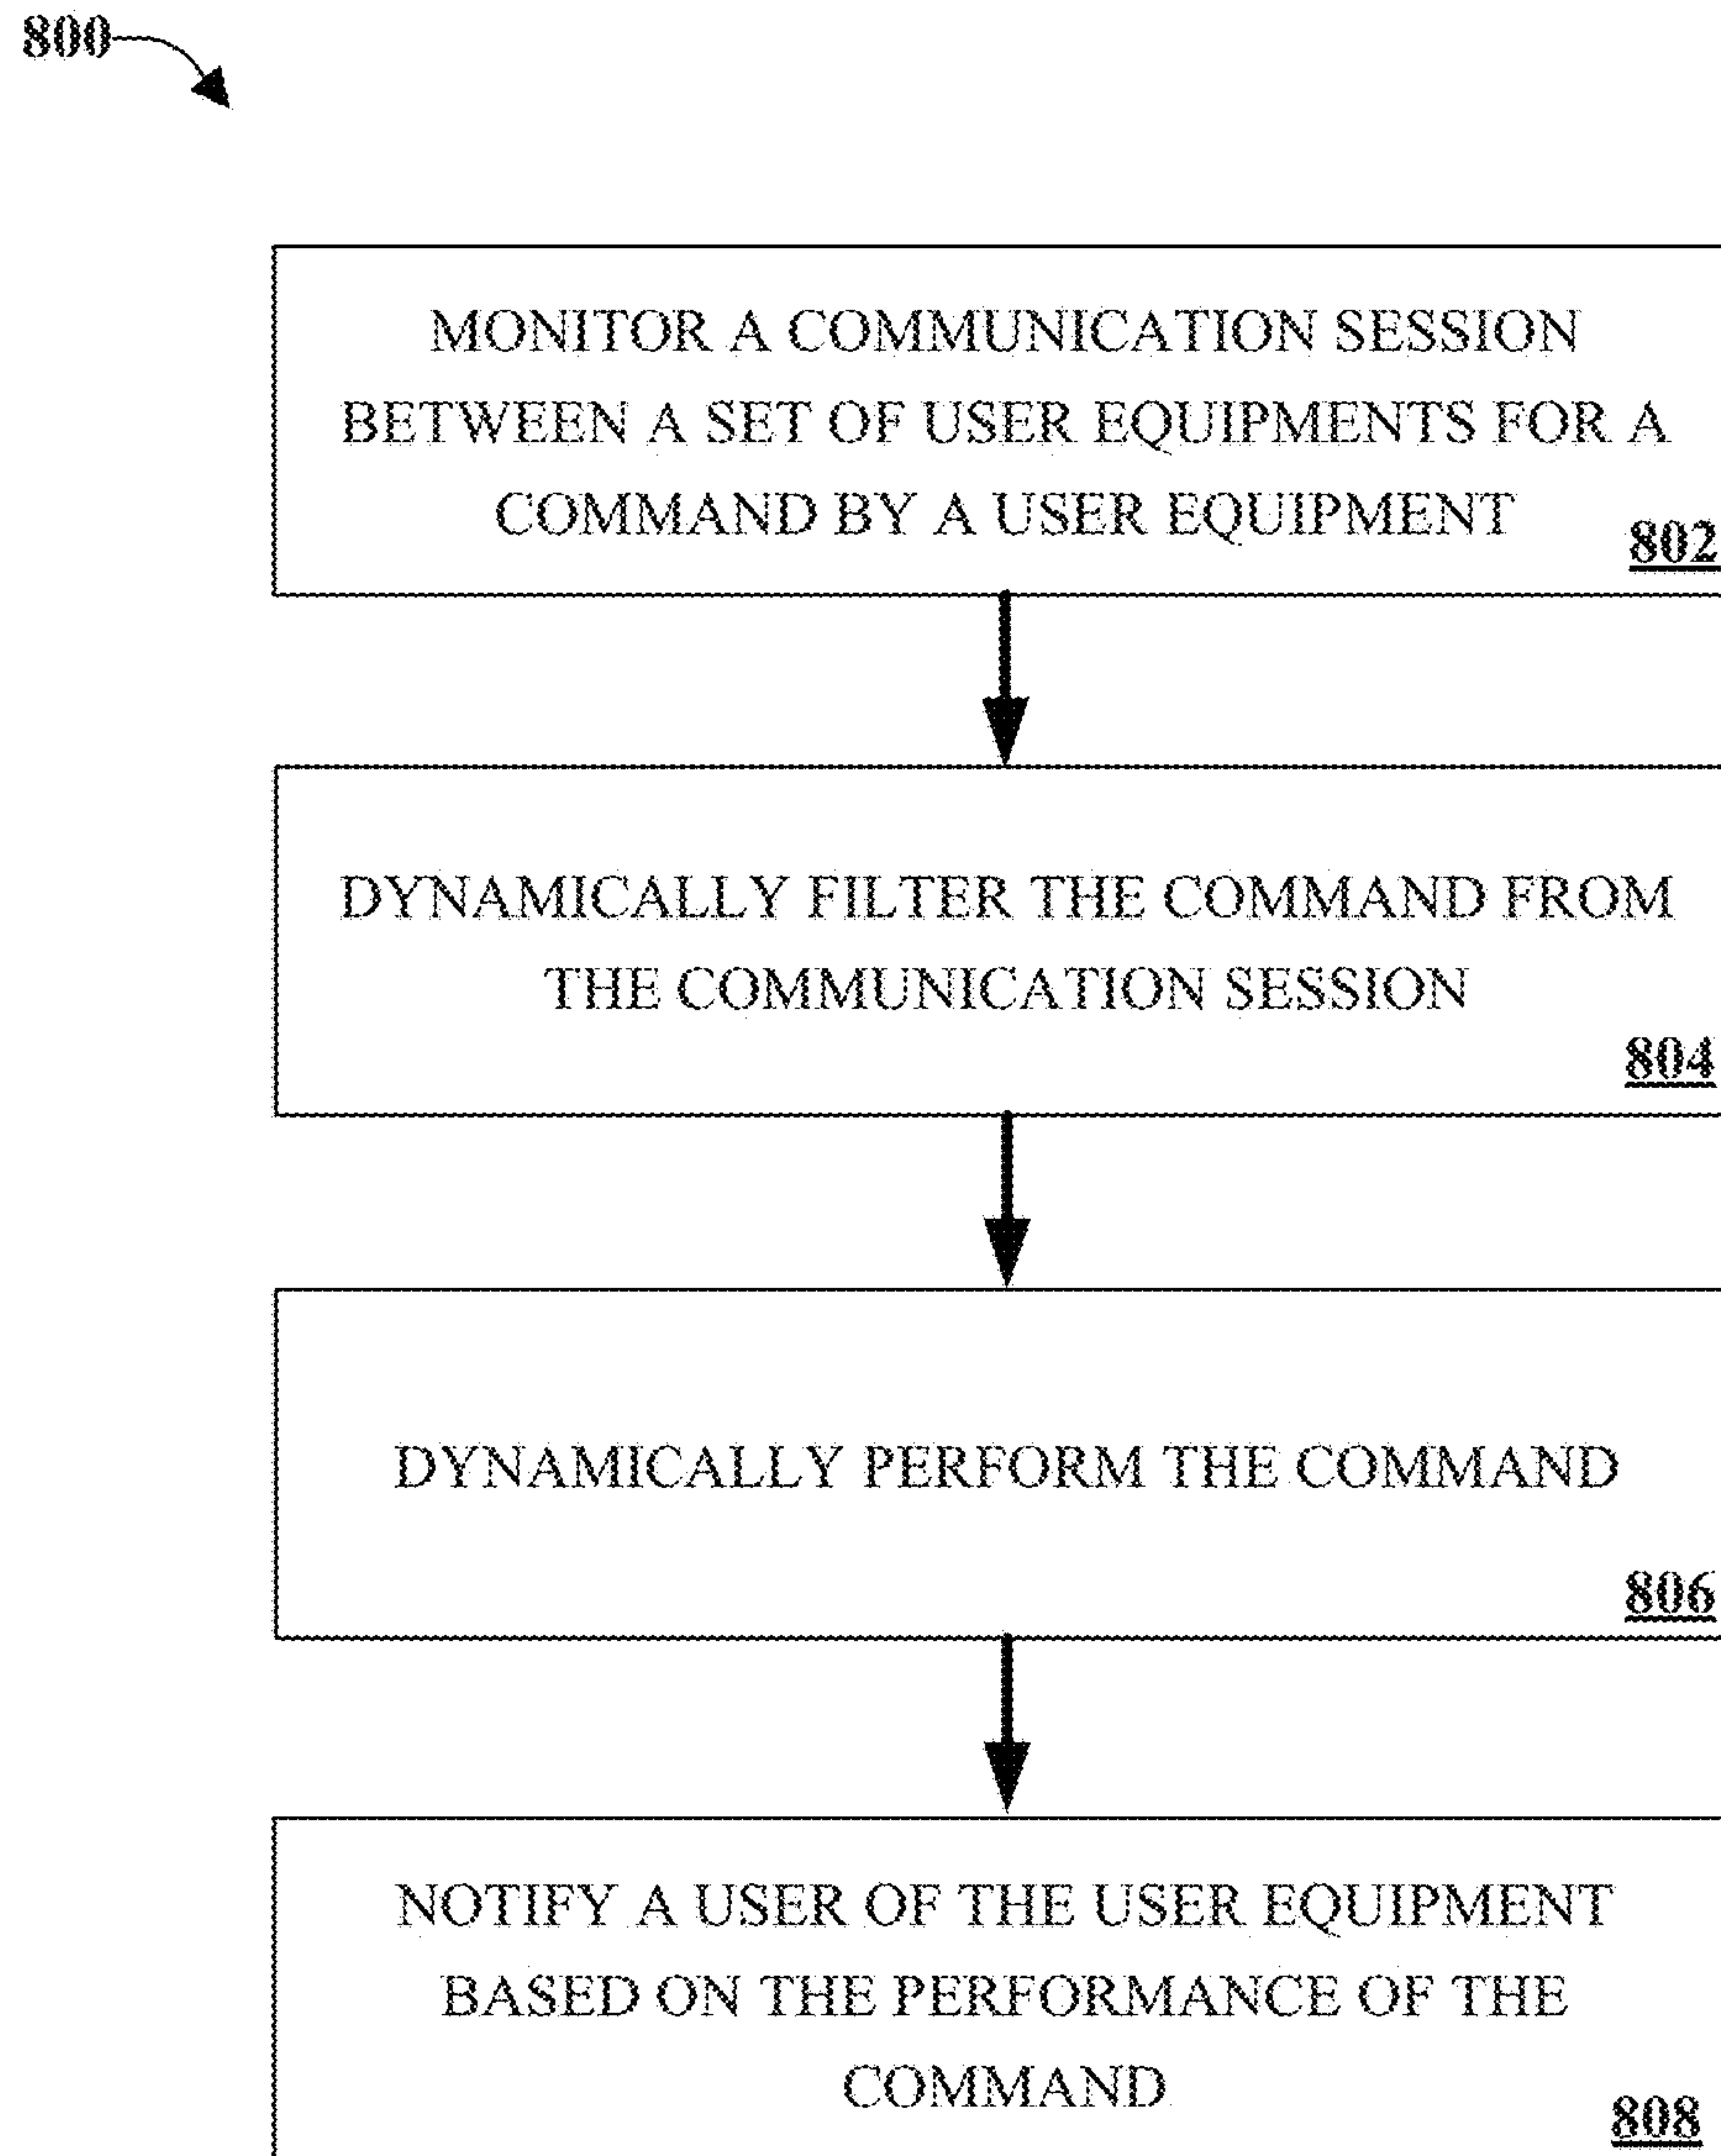 800
MONITOR A COMMUNICATION SESSION
BETWEEN A SET OF USER EQUIPMENTS FOR A
COMMAND BY A USER EQUIPMENT
802
DYNAMICALLY FILTER THE COMMAND FROM
THE COMMUNICATION SESSION
804
DYNAMICALLY PERFORM THE COMMAND
806
NOTIFY A USER OF THE USER EQUIPMENT
BASED ON THE PERFORMANCE OF THE
COMMAND
808